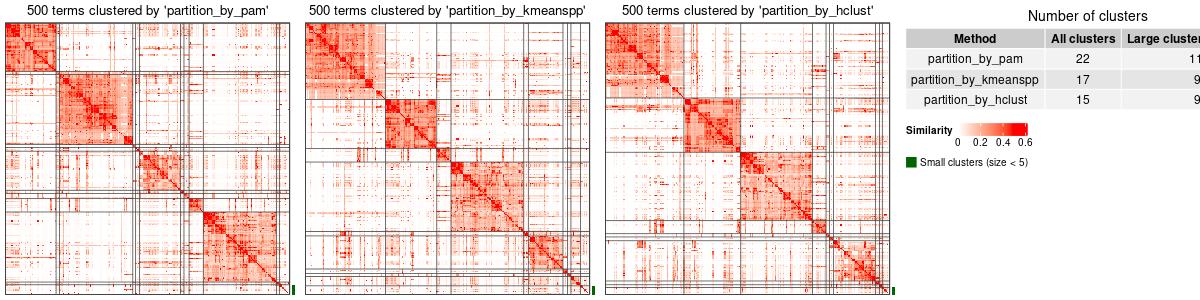 500 terms clustered by 'partition_by_pam'
500 terms clustered by 'partition_by_kmeanspp'
500 terms clustered by 'partition_by_hclust'
Number of clusters
Method All clusters Large cluster
partition_by_pam 22 11
partition_by_kmeanspp 17 9
partition_by_hclust 15 9
Similarity
0 0.2 0.4 0.6
Small clusters (size < 5)